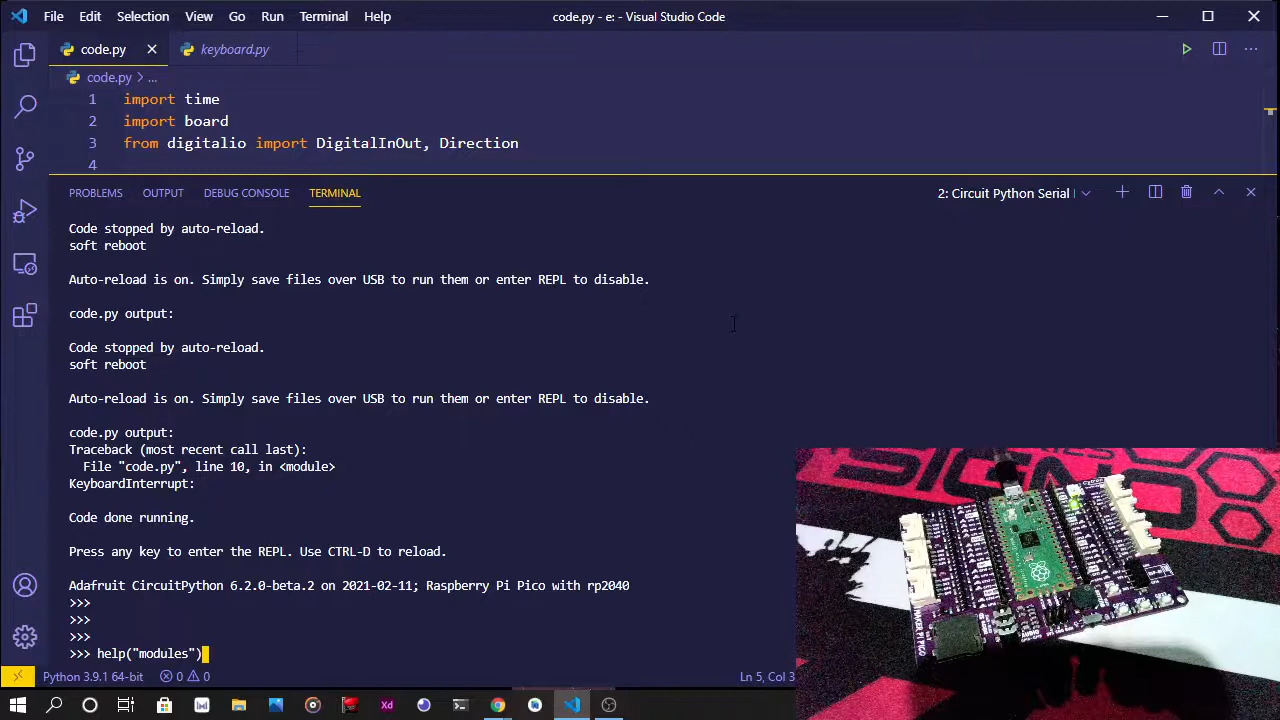 File Edit Selection View Go Run Terminal Help
code.py - e: - Visual Studio Code
code.py
keyboard.py
code.py > ...
1 import time
2 import board
3 from digitalio import DigitalInOut, Direction
4
PROBLEMS OUTPUT DEBUG CONSOLE TERMINAL
2: Circuit Python Serial
Code stopped by auto-reload.
soft reboot
Auto-reload is on. Simply save files over USB to run them or enter REPL to disable.
code.py output:
Code stopped by auto-reload.
soft reboot
Auto-reload is on. Simply save files over USB to run them or enter REPL to disable.
code.py output:
Traceback (most recent call last):
File "code.py", line 10, in <module>
KeyboardInterrupt:
Code done running.
Press any key to enter the REPL. Use CTRL-D to reload.
Adafruit CircuitPython 6.2.0-beta.2 on 2021-02-11; Raspberry Pi Pico with rp2040
>>>
>>>
>>>
>>> help("modules")
Python 3.9.1 64-bit
0 0
Ln 5, Col 3
Xd